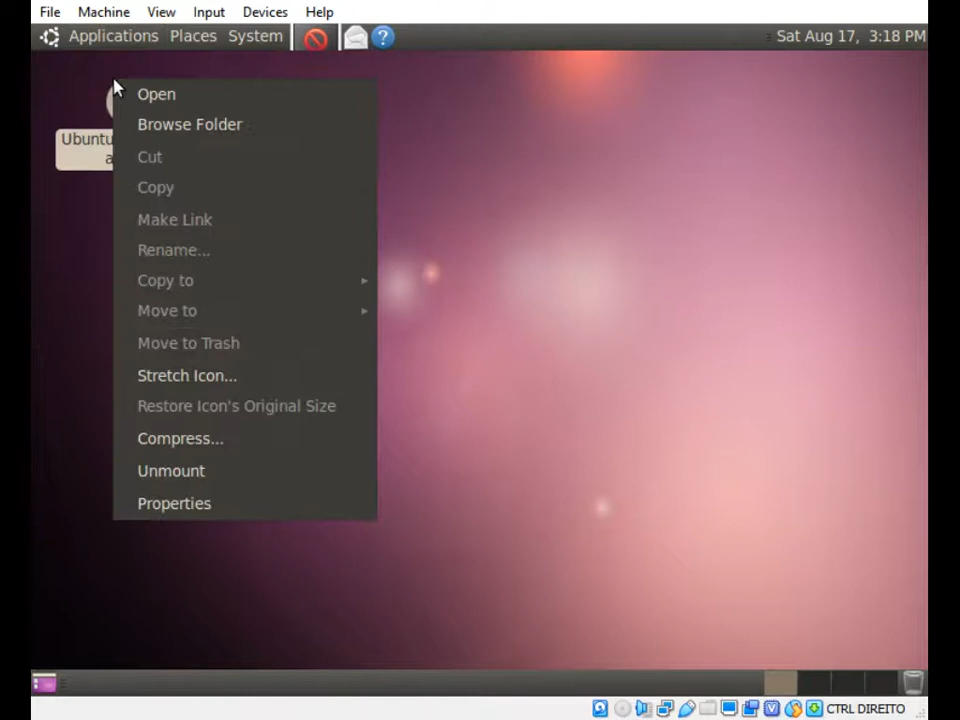 File Machine View Input Devices Help
Applications Places System Sat Aug 17, 3:18 PM
Open
Browse Folder
Ubuntu
a
Cut
Copy
Make Link
Rename...
Copy to
Move to
Move to Trash
Stretch Icon...
Restore Icon's Original Size
Compress...
Unmount
Properties
CTRL DIREITO